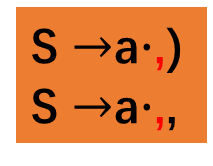 S →a·,)
S →a·,,